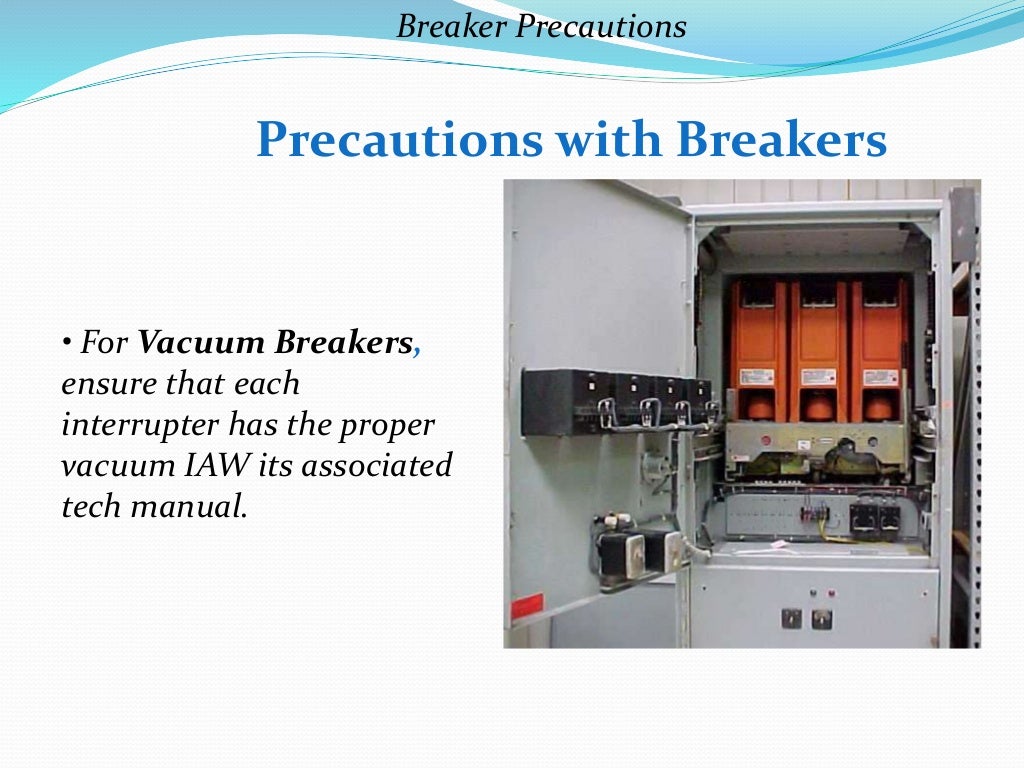 Breaker Precautions
Precautions with Breakers
• For Vacuum Breakers,
ensure that each
interrupter has the proper
vacuum IAW its associated
tech manual.